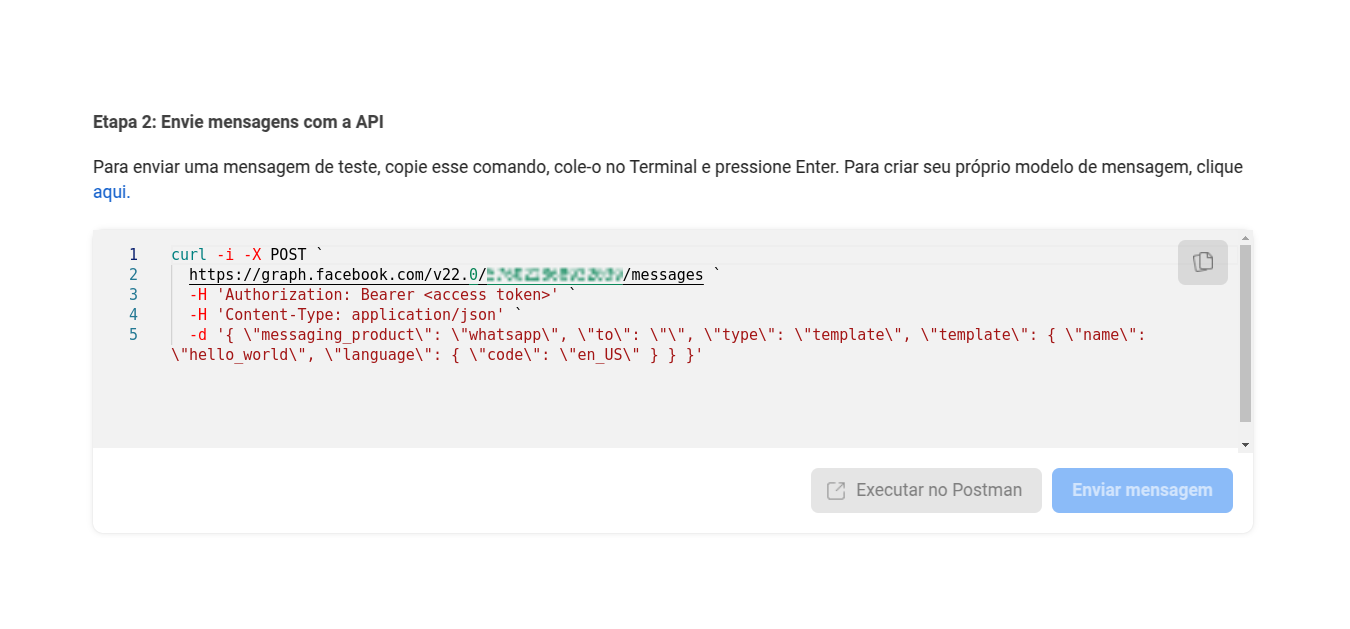 Etapa 2: Envie mensagens com a API
Para enviar uma mensagem de teste, copie esse comando, cole-o no Terminal e pressione Enter. Para criar seu próprio modelo de mensagem, clique
aqui.
1 curl -i -X POST `
2 https://graph.facebook.com/v22.0/ /messages `
3 -H 'Authorization: Bearer <access token>' `
4 -H 'Content-Type: application/json' `
5 -d '{ \"messaging_product\": \"whatsapp\", \"to\": \"\", \"type\": \"template\", \"template\": { \"name\":
\"hello_world\", \"language\": { \"code\": \"en_US\" } } }'
Executar no Postman Enviar mensagem